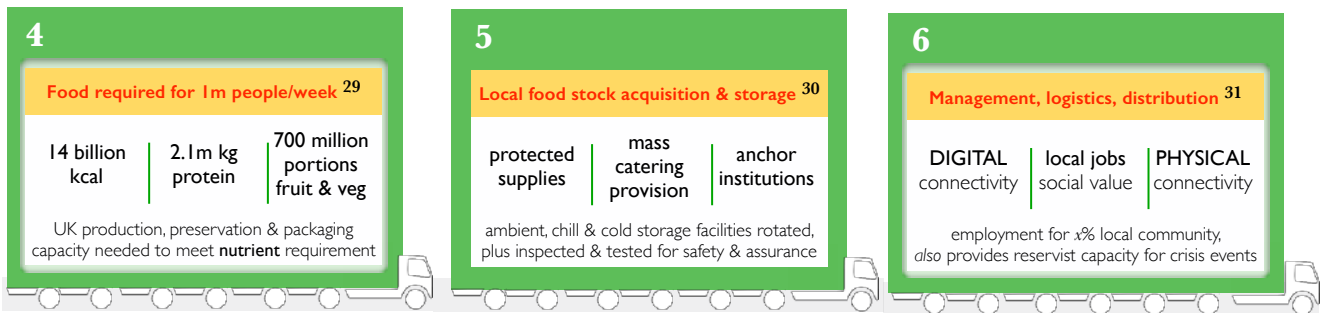 4
Food required for 1m people/week 29
14 billion
kcal
2.1m kg
protein
700 million
portions
fruit & veg
UK production, preservation & packaging
capacity needed to meet nutrient requirement
5
Local food stock acquisition & storage 30
protected
supplies
mass
catering
provision
anchor
institutions
ambient, chill & cold storage facilities rotated,
plus inspected & tested for safety & assurance
6
Management, logistics, distribution 31
DIGITAL
connectivity
local jobs
social value
PHYSICAL
connectivity
employment for x% local community,
also provides reservist capacity for crisis events